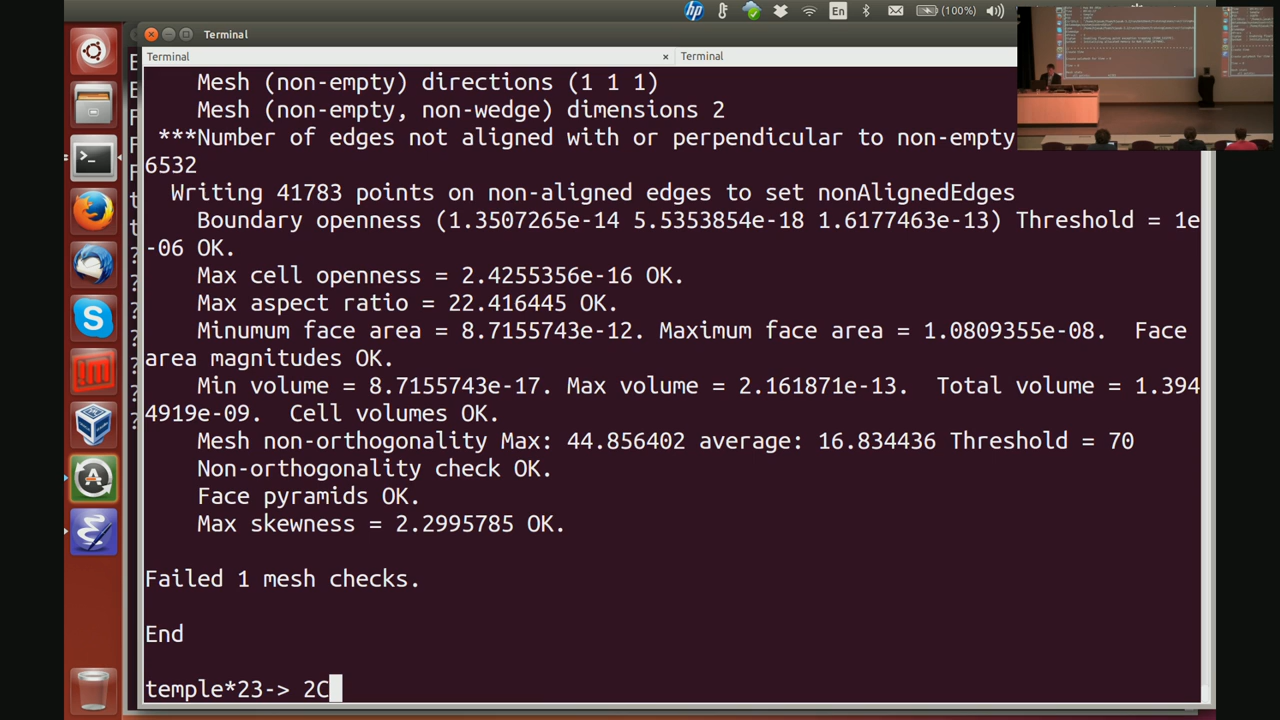 En
(100%)
Terminal
Terminal
Terminal
Mesh (non-empty) directions (1 1 1)
Mesh (non-empty, non-wedge) dimensions 2
***Number of edges not aligned with or perpendicular to non-empty
6532
Writing 41783 points on non-aligned edges to set nonAlignedEdges
Boundary openness (1.3507265e-14 5.5353854e-18 1.6177463e-13) Threshold = 1e
-06 OK.
Max cell openness = 2.4255356e-16 OK.
Max aspect ratio = 22.416445 OK.
Minumum face area = 8.7155743e-12. Maximum face area = 1.0809355e-08.  Face
area magnitudes OK.
Min volume = 8.7155743e-17. Max volume = 2.161871e-13.  Total volume = 1.394
4919e-09.  Cell volumes OK.
Mesh non-orthogonality Max: 44.856402 average: 16.834436 Threshold = 70
Non-orthogonality check OK.
Face pyramids OK.
Max skewness = 2.2995785 OK.
Failed 1 mesh checks.
End
temple*23-> 2C